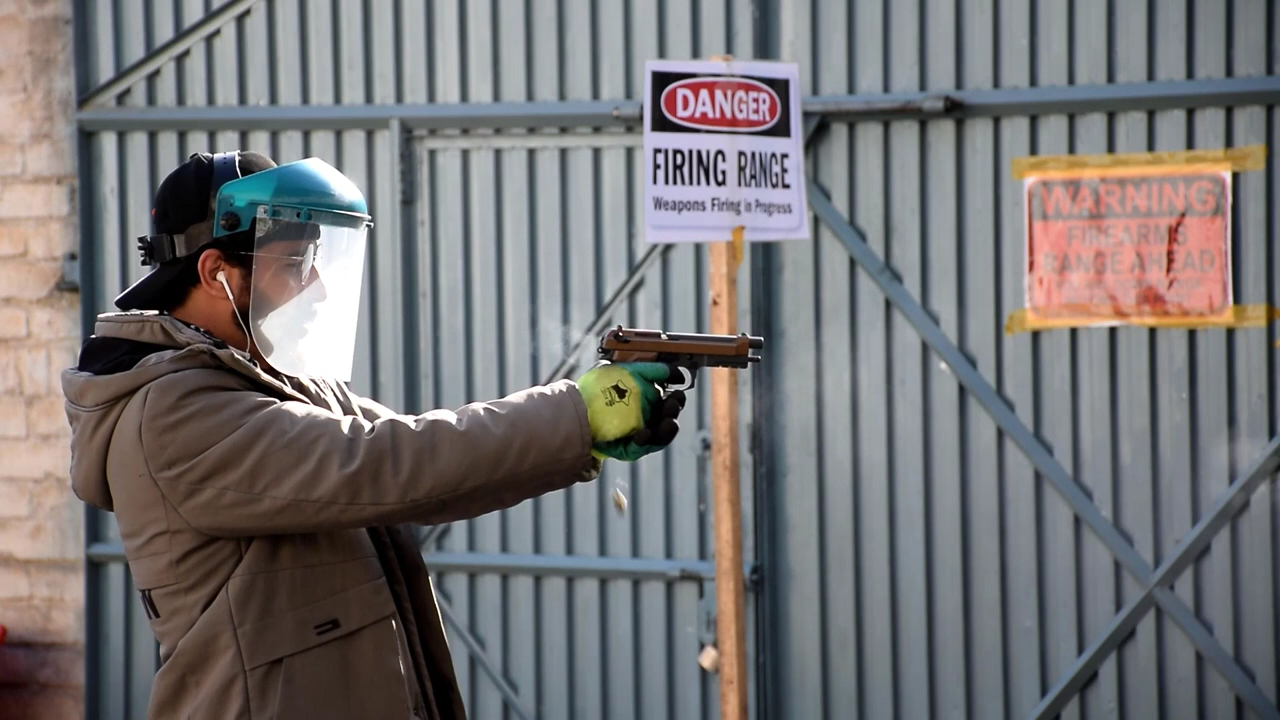 DANGER
FIRING RANGE
Weapons Firing in Progress
WARNING
FIREARMS
RANGE AHEAD